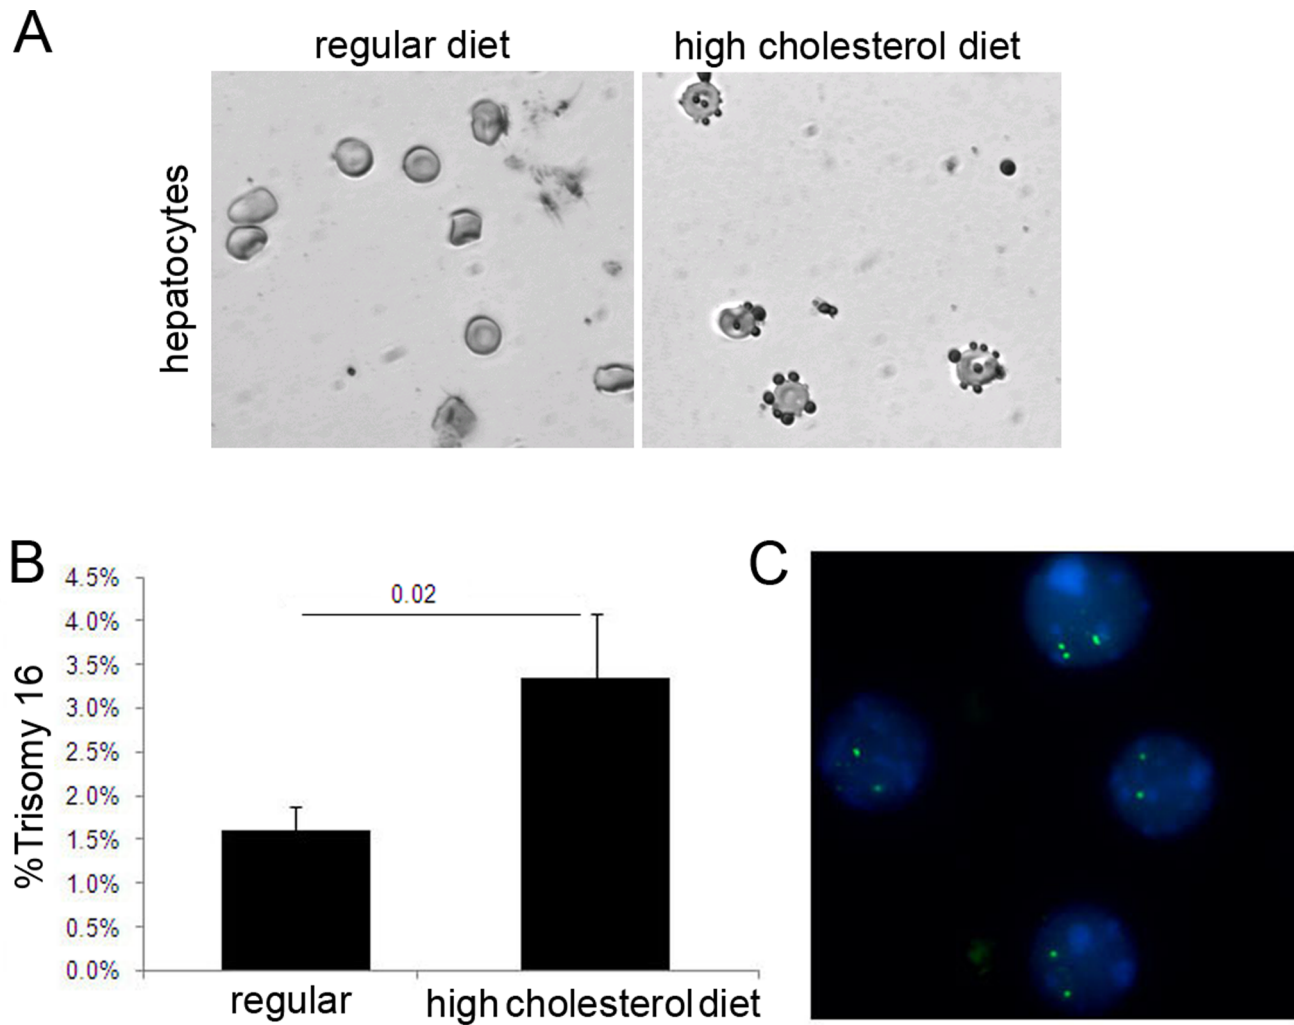 A
regular diet
high cholesterol diet
hepatocytes
B
4.5%
4.0%
3.5%
3.0%
2.5%
2.0%
1.5%
1.0%
0.5%
0.0%
%Trisomy 16
0.02
regular
high cholesterol diet
C